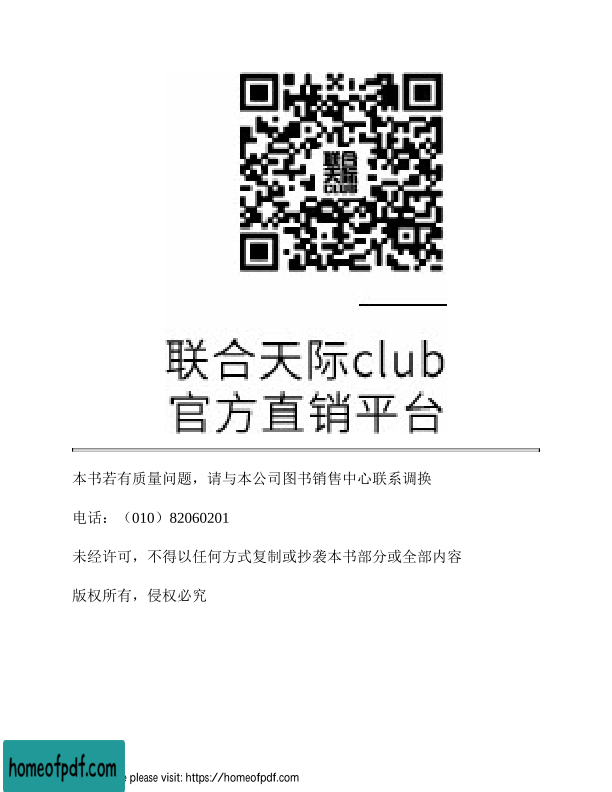 联合
天际
CLUB
联合天际club
官方直销平台
本书若有质量问题，请与本公司图书销售中心联系调换
电话：（010）82060201
未经许可，不得以任何方式复制或抄袭本书部分或全部内容
版权所有，侵权必究
homeofpdf.com
please visit: https://homeofpdf.com